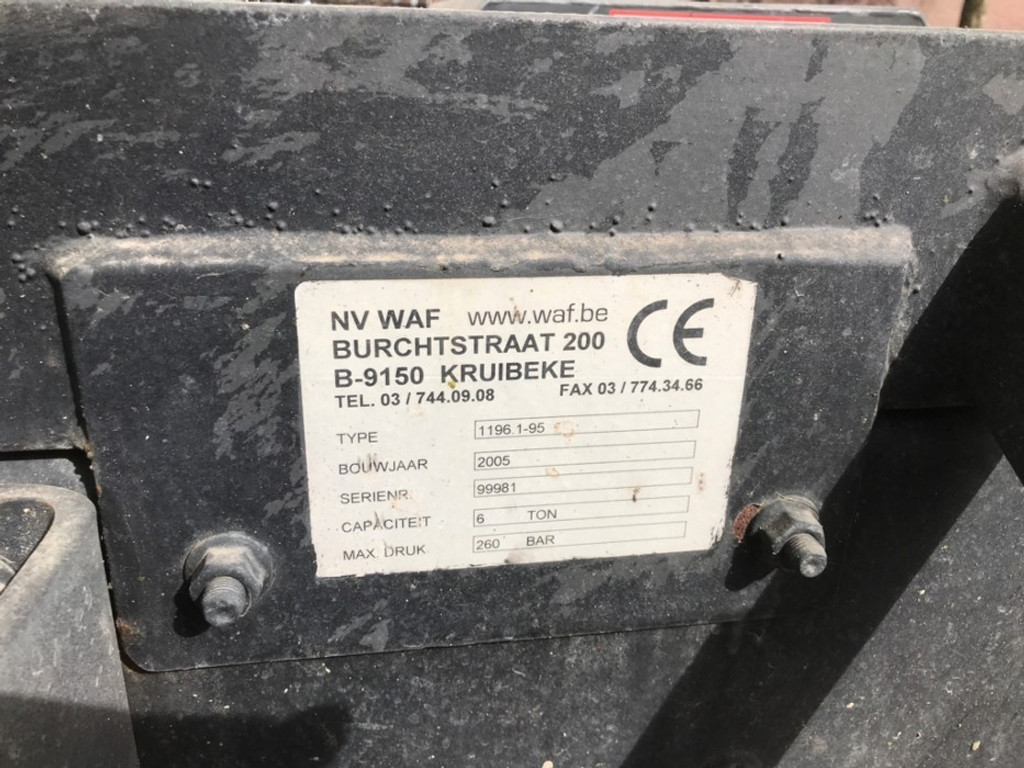 NV WAF www.waf.be CE
BURCHTSTRAAT 200
B-9150 KRUIBEKE
TEL. 03 / 744.09.08 FAX 03 / 774.34.66
TYPE 1196.1-95
BOUWJAAR 2005
SERIENR. 99981
CAPACITEIT 6 TON
MAX. DRUK 260 BAR